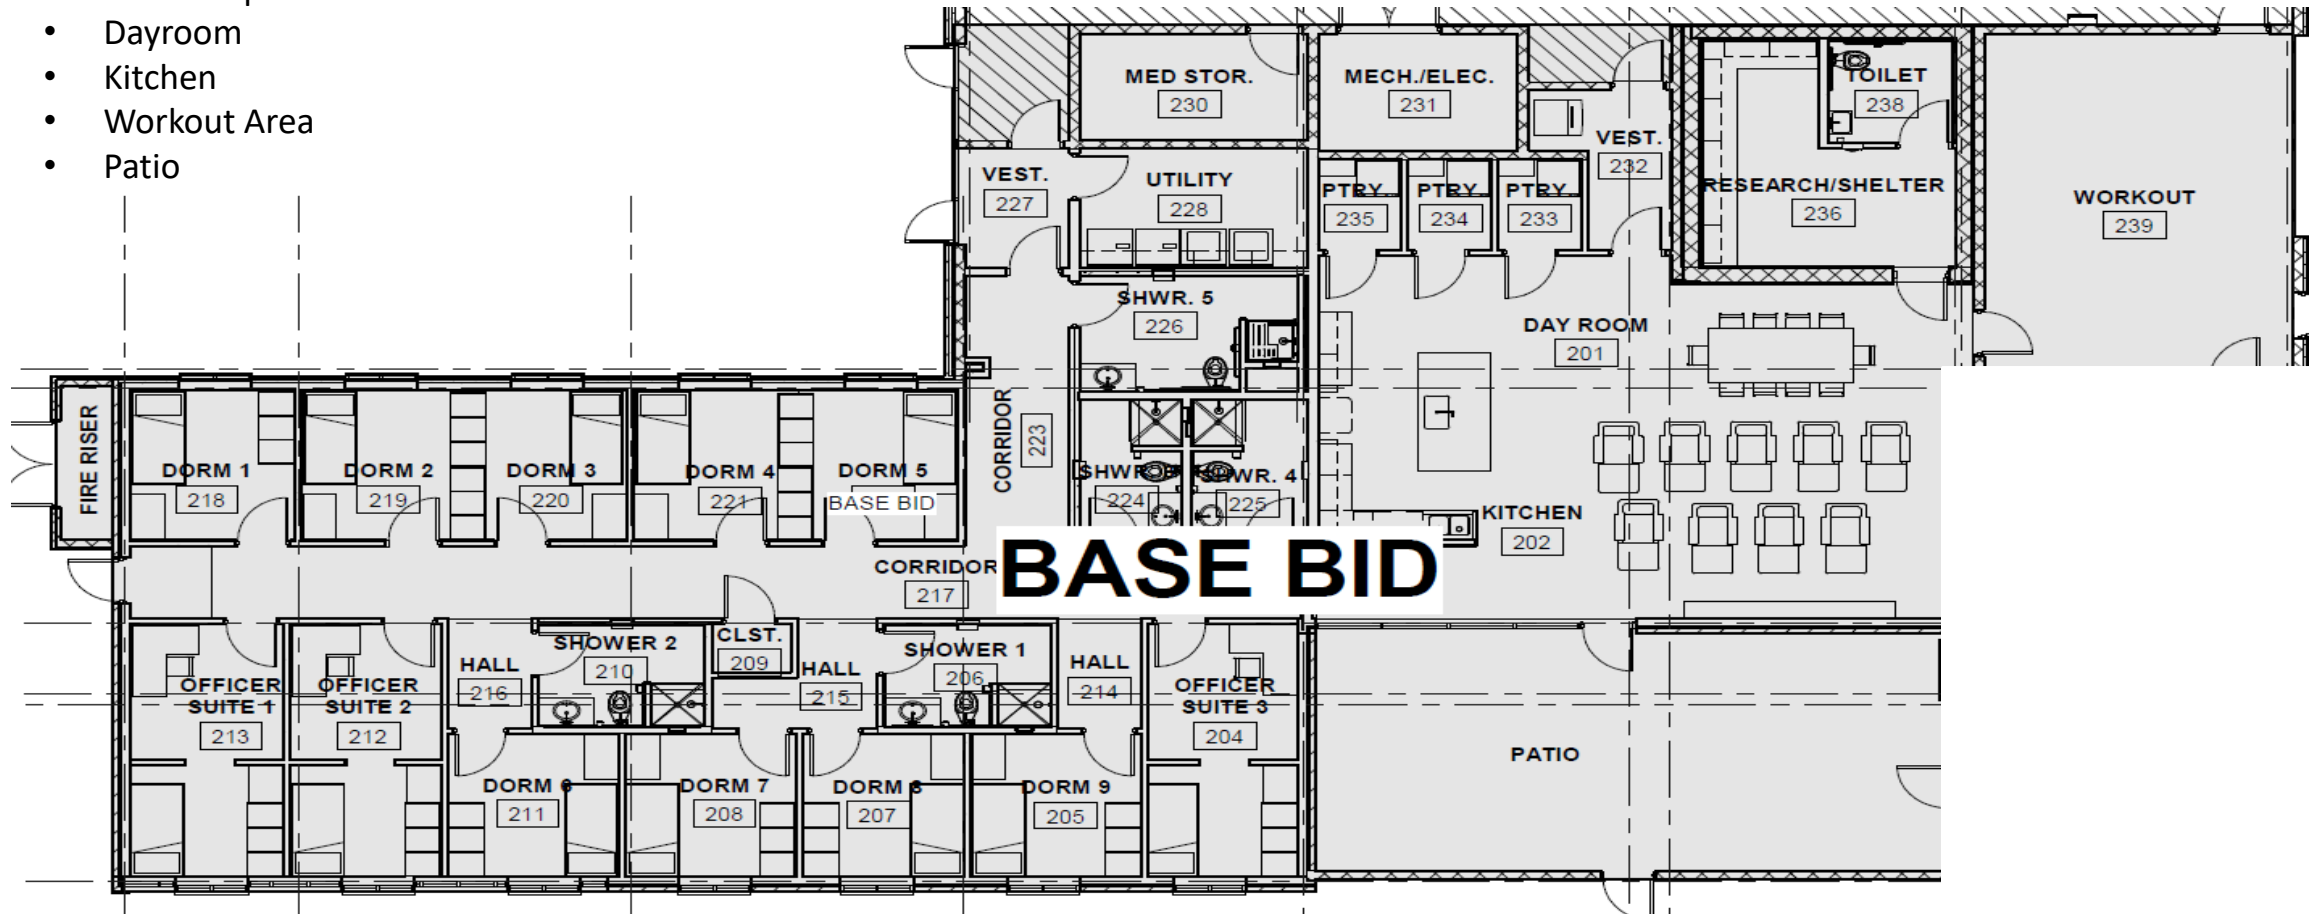 • Dayroom
• Kitchen
• Workout Area
• Patio
MED STOR.
230
MECH./ELEC.
231
TOILET
238
VEST.
232
VEST.
227
UTILITY
228
PTRY
235
PTRY
234
PTRY
233
RESEARCH/SHELTER
236
WORKOUT
239
SHWR. 5
226
DAY ROOM
201
CORRIDOR
223
FIRE RISER
DORM 1
218
DORM 2
219
DORM 3
220
DORM 4
221
DORM 5
BASE BID
SHWR.
224
SHWR. 4
225
KITCHEN
202
BASE BID
CORRIDOR
217
OFFICER
SUITE 1
213
OFFICER
SUITE 2
212
HALL
216
SHOWER 2
210
CLST.
209
HALL
215
SHOWER 1
206
HALL
214
OFFICER
SUITE 3
204
DORM 6
211
DORM 7
208
DORM 8
207
DORM 9
205
PATIO